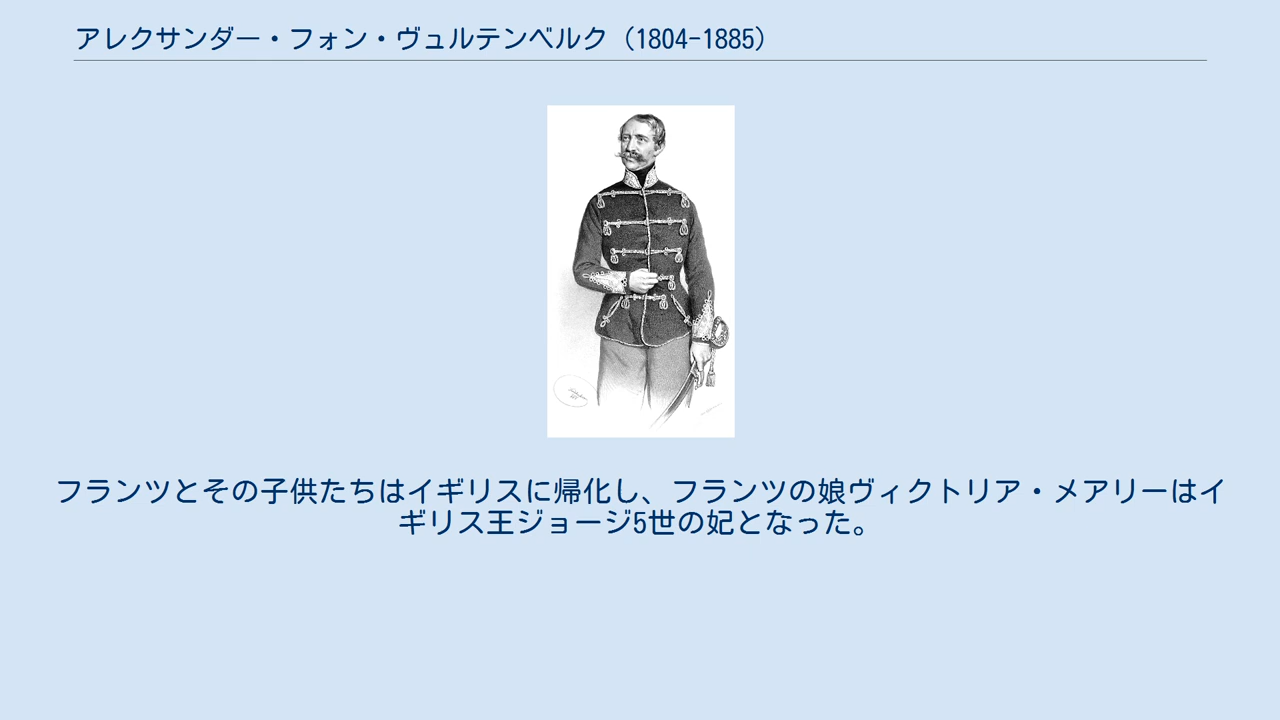 アレクサンダー・フォン・ヴュルテンベルク（1804-1885）
フランツとその子供たちはイギリスに帰化し、フランツの娘ヴィクトリア・メアリーはイ
ギリス王ジョージ5世の妃となった。